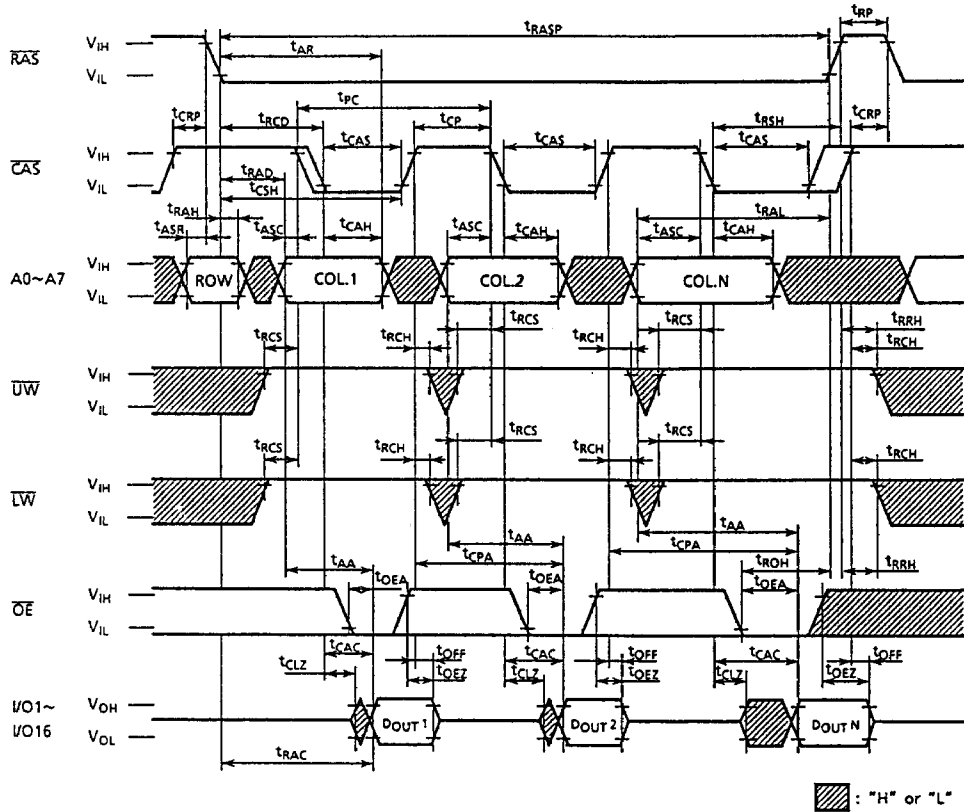 tRP
tRASP
RAS VIH
tAR
VIL
tPC
tCRP tRCD tCP tRSH tCRP
tCAS tCAS tCAS
CAS VIH
VIL
tRAD
tCSH
tRAH tRAL
tASR tASC tCAH tASC tCAH tASC tCAH
A0~A7 VIH
VIL
ROW COL.1 COL.2 COL.N
tRCS tRCH tRCS tRCH tRCS tRRH
tRCH
UW VIH
VIL
tRCS tRCH tRCS tRCH tRCS tRCH
LW VIH
VIL
tAA tAA
tCPA tCPA
tAA tROH tRRH
tOEA tOEA tOEA
OE VIH
VIL
tCAC tOFF tCAC tOFF tCAC tOFF
tCLZ tOEZ tCLZ tOEZ tCLZ tOEZ
I/O1~ VOH
I/O16 VOL
DOUT 1 DOUT 2 DOUT N
tRAC
: "H" or "L"